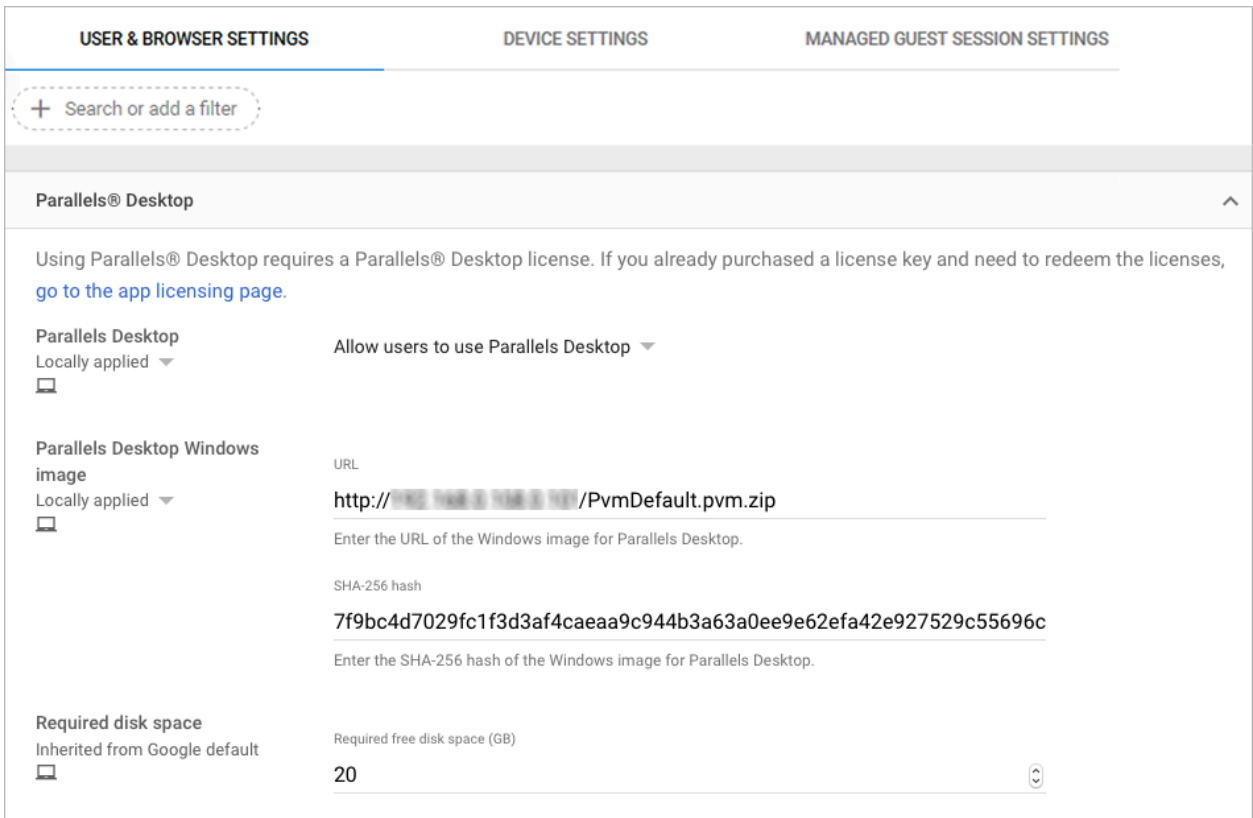 USER & BROWSER SETTINGS DEVICE SETTINGS MANAGED GUEST SESSION SETTINGS
+ Search or add a filter
Parallels® Desktop
Using Parallels® Desktop requires a Parallels® Desktop license. If you already purchased a license key and need to redeem the licenses,
go to the app licensing page.
Parallels Desktop
Locally applied
Allow users to use Parallels Desktop
Parallels Desktop Windows
image
Locally applied
URL
http:// /PvmDefault.pvm.zip
Enter the URL of the Windows image for Parallels Desktop.
SHA-256 hash
7f9bc4d7029fc1f3d3af4caeaa9c944b3a63a0ee9e62efa42e927529c55696c
Enter the SHA-256 hash of the Windows image for Parallels Desktop.
Required disk space
Inherited from Google default
Required free disk space (GB)
20